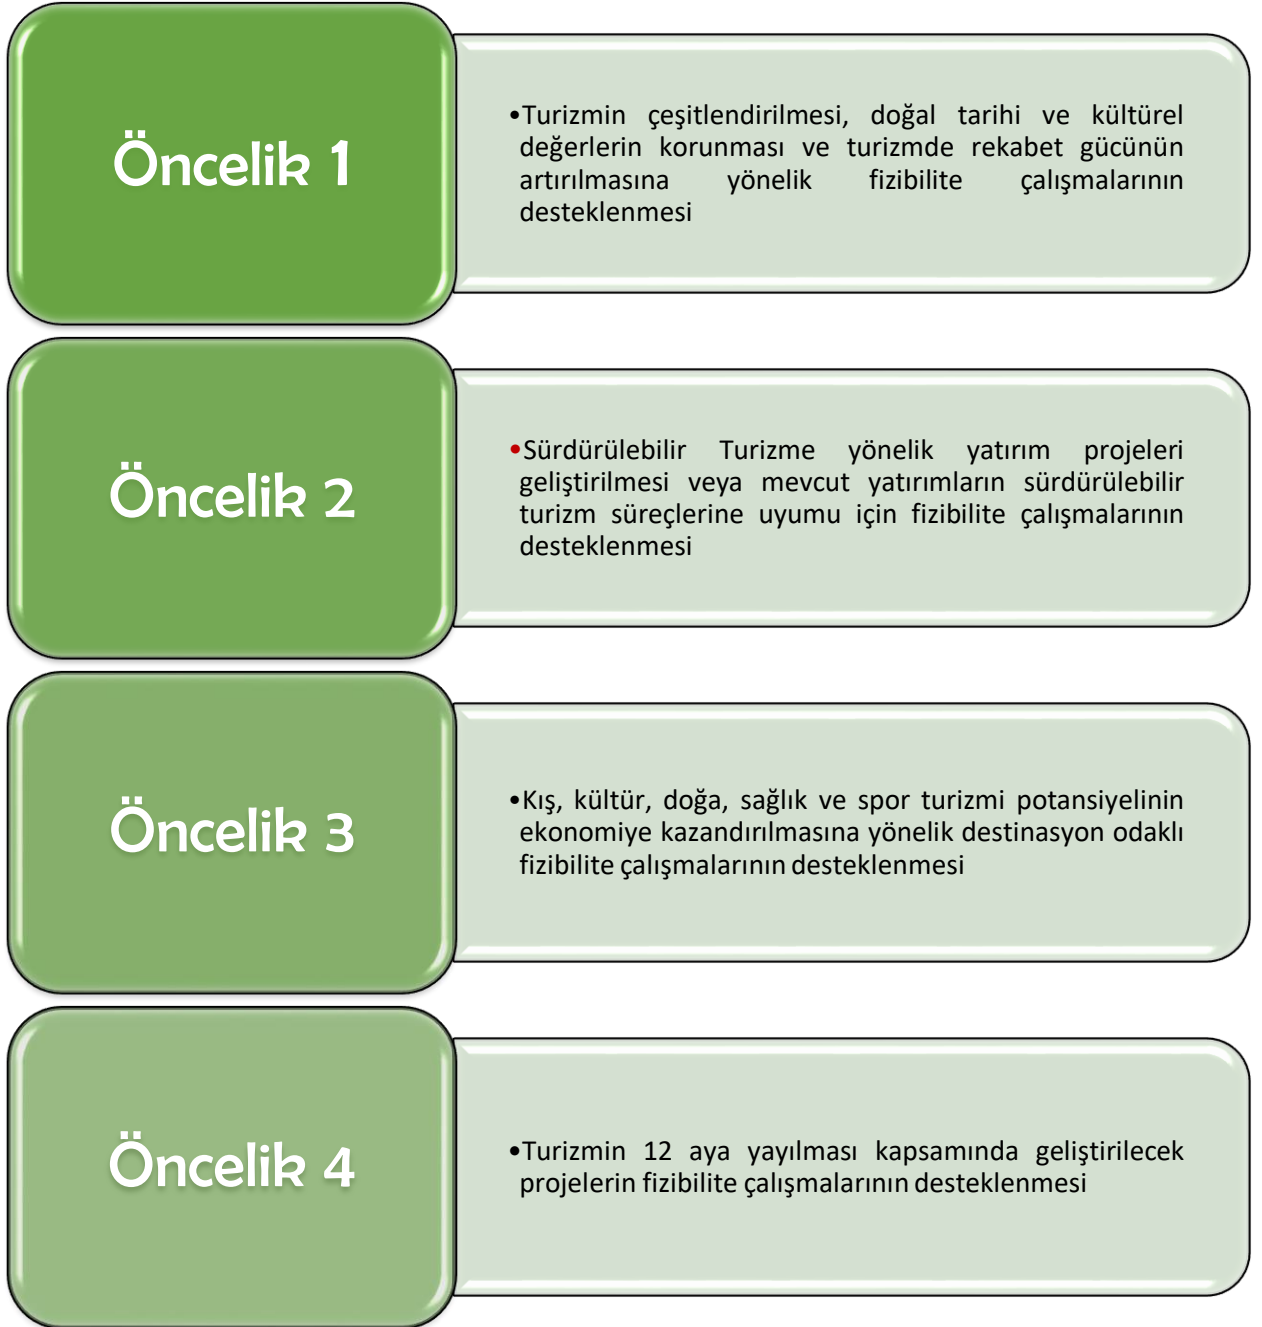 Öncelik 1
•Turizmin çeşitlendirilmesi, doğal tarihi ve kültürel
değerlerin korunması ve turizmde rekabet gücünün
artırılmasına yönelik fizibilite çalışmalarının
desteklenmesi
Öncelik 2
•Sürdürülebilir Turizme yönelik yatırım projeleri
geliştirilmesi veya mevcut yatırımların sürdürülebilir
turizm süreçlerine uyumu için fizibilite çalışmalarının
desteklenmesi
Öncelik 3
•Kış, kültür, doğa, sağlık ve spor turizmi potansiyelinin
ekonomiye kazandırılmasına yönelik destinasyon odaklı
fizibilite çalışmalarının desteklenmesi
Öncelik 4
•Turizmin 12 aya yayılması kapsamında geliştirilecek
projelerin fizibilite çalışmalarının desteklenmesi